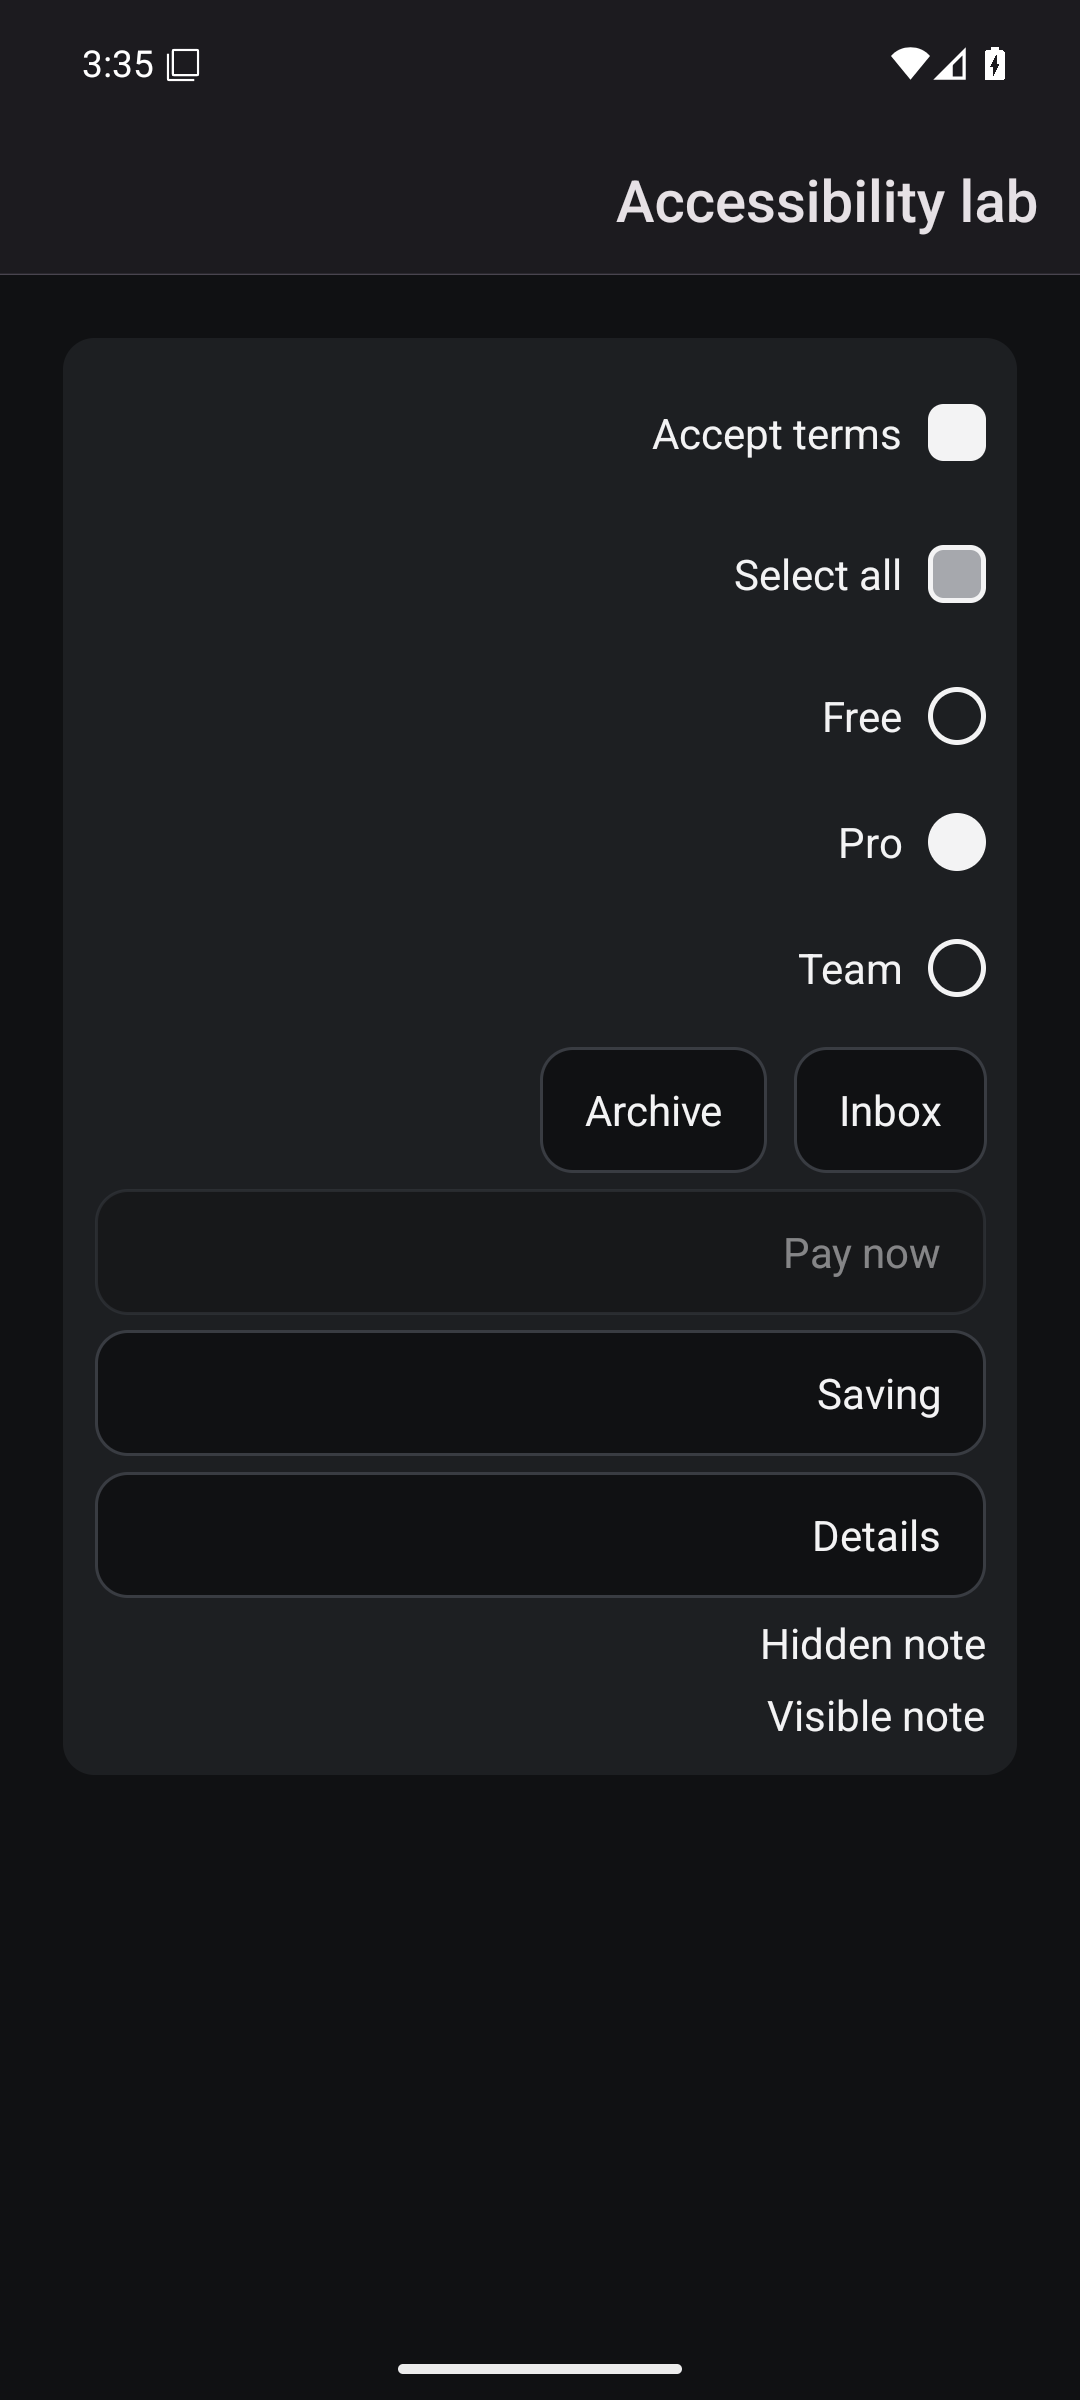 3:35
Accessibility lab
Accept terms
Select all
Free
Pro
Team
Inbox Archive
Pay now
Saving
Details
Hidden note
Visible note